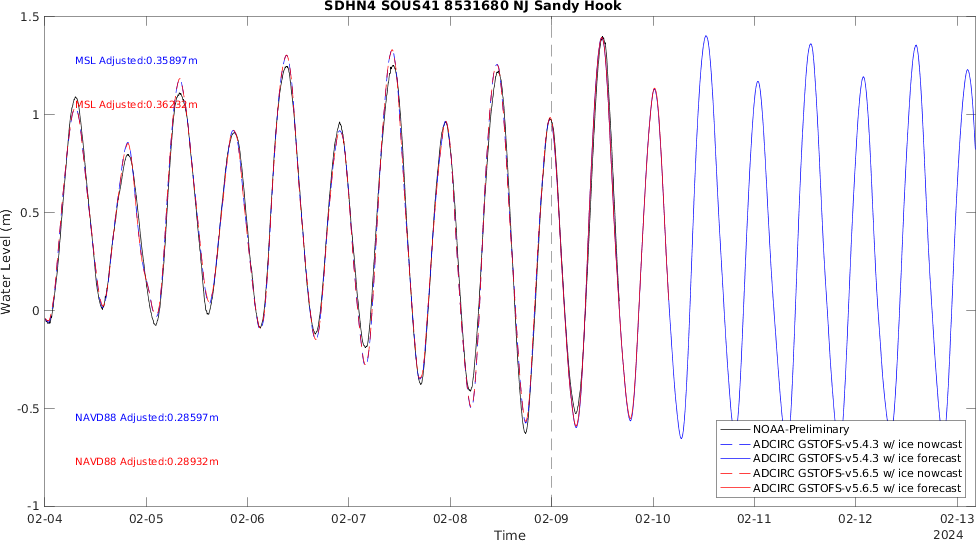 SDHN4 SOUS41 8531680 NJ Sandy Hook
1.5
1
0.5
0
-0.5
-1
Water Level (m)
MSL Adjusted:0.35897m
MSL Adjusted:0.36232m
NAVD88 Adjusted:0.28597m
NAVD88 Adjusted:0.28932m
NOAA-Preliminary
ADCIRC GSTOFS-v5.4.3 w/ ice nowcast
ADCIRC GSTOFS-v5.4.3 w/ ice forecast
ADCIRC GSTOFS-v5.6.5 w/ ice nowcast
ADCIRC GSTOFS-v5.6.5 w/ ice forecast
02-04 02-05 02-06 02-07 02-08 02-09 02-10 02-11 02-12 02-13
Time
2024